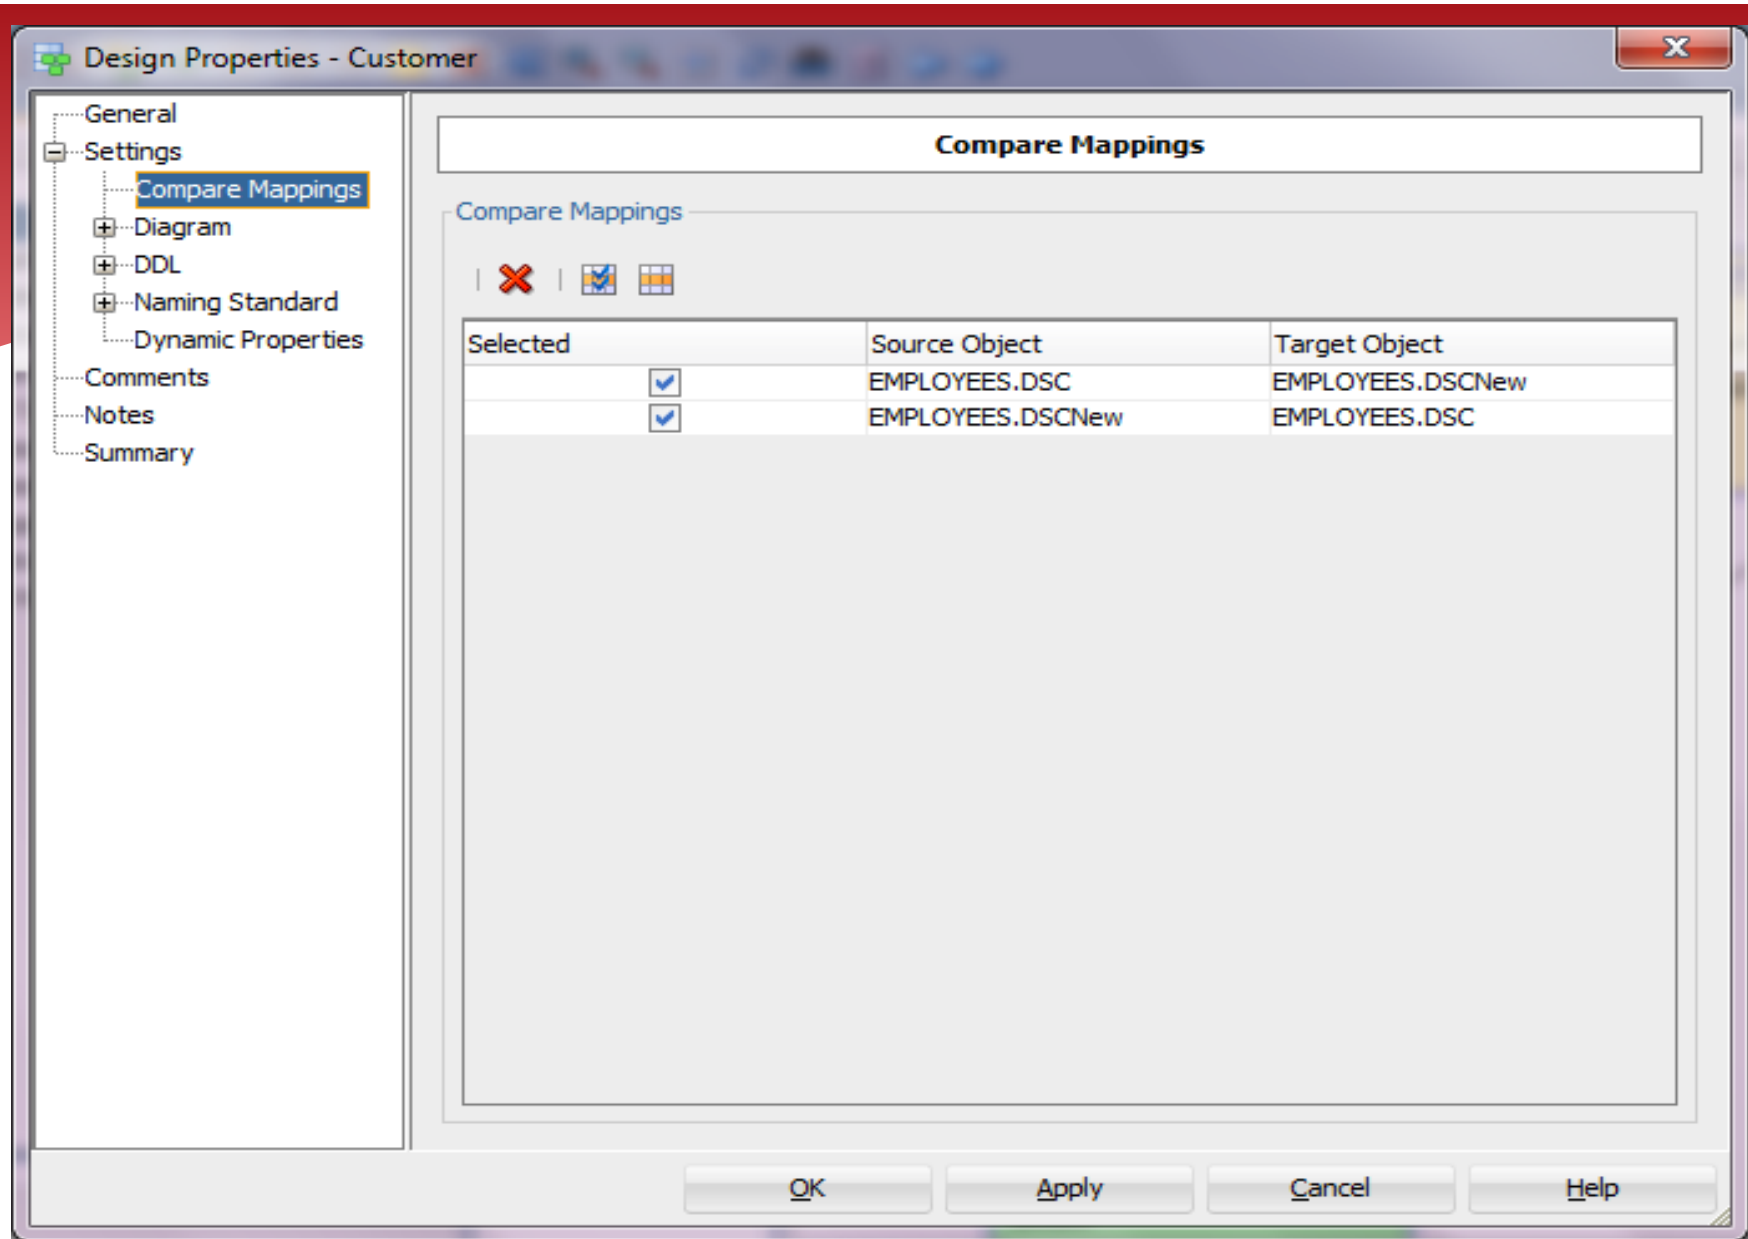 Design Properties - Customer
General
Settings
Compare Mappings
Diagram
DDL
Naming Standard
Dynamic Properties
Comments
Notes
Summary
Compare Mappings
Compare Mappings
Selected Source Object Target Object
EMPLOYEES.DSC EMPLOYEES.DSCNew
EMPLOYEES.DSCNew EMPLOYEES.DSC
OK Apply Cancel Help